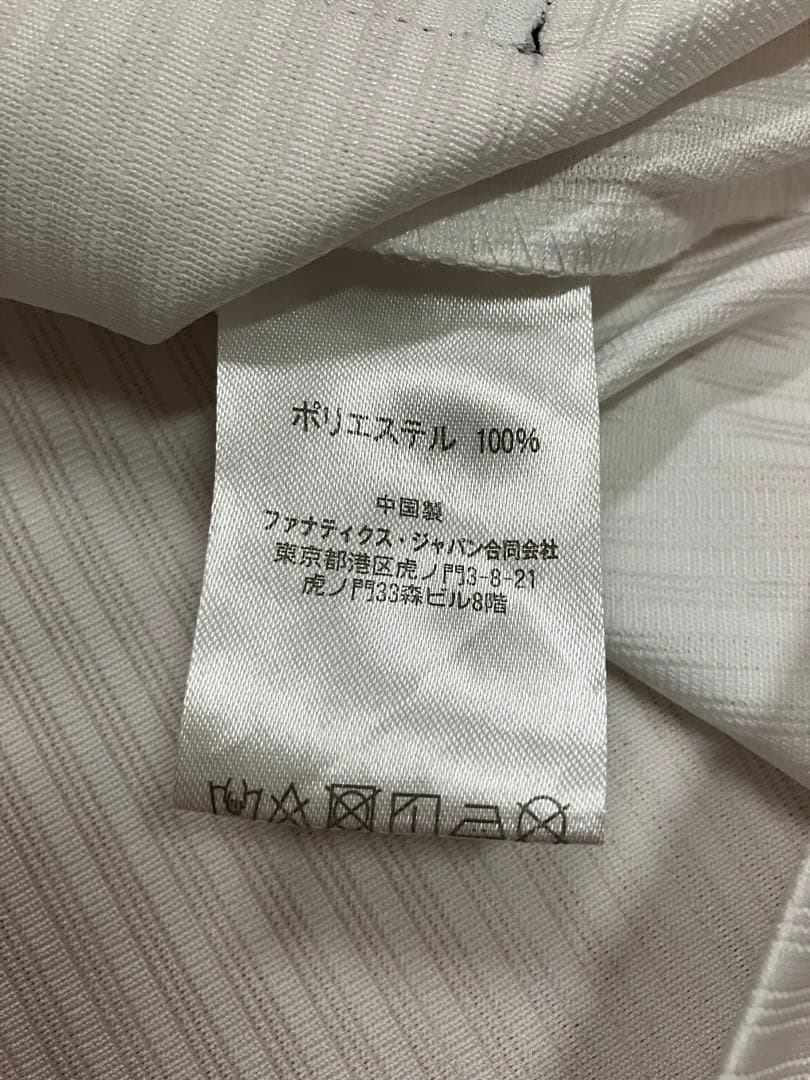 ポリエステル 100%
中国製
ファナティクス・ジャパン合同会社
東京都港区虎ノ門3-8-21
虎ノ門33森ビル8階